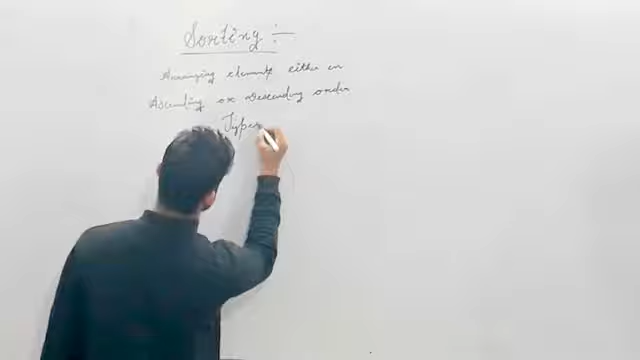 Sorting :-
Arranging elements either in
Ascending or Descending order
Types